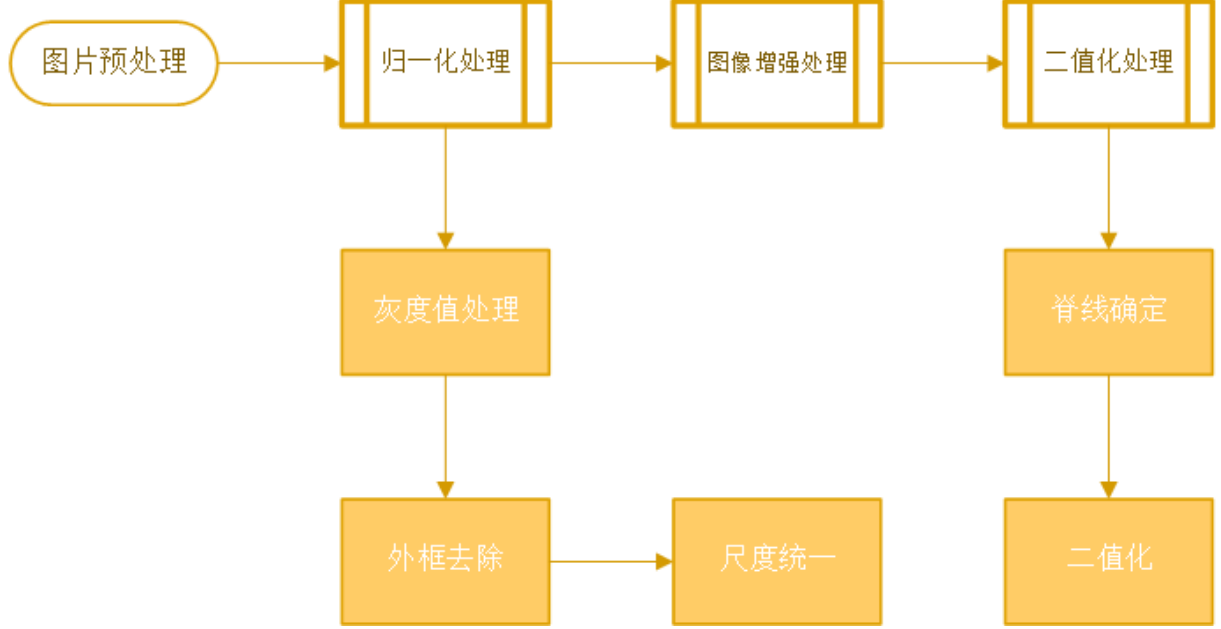 图片预处理
归一化处理
图像增强处理
二值化处理
灰度值处理
脊线确定
外框去除
尺度统一
二值化